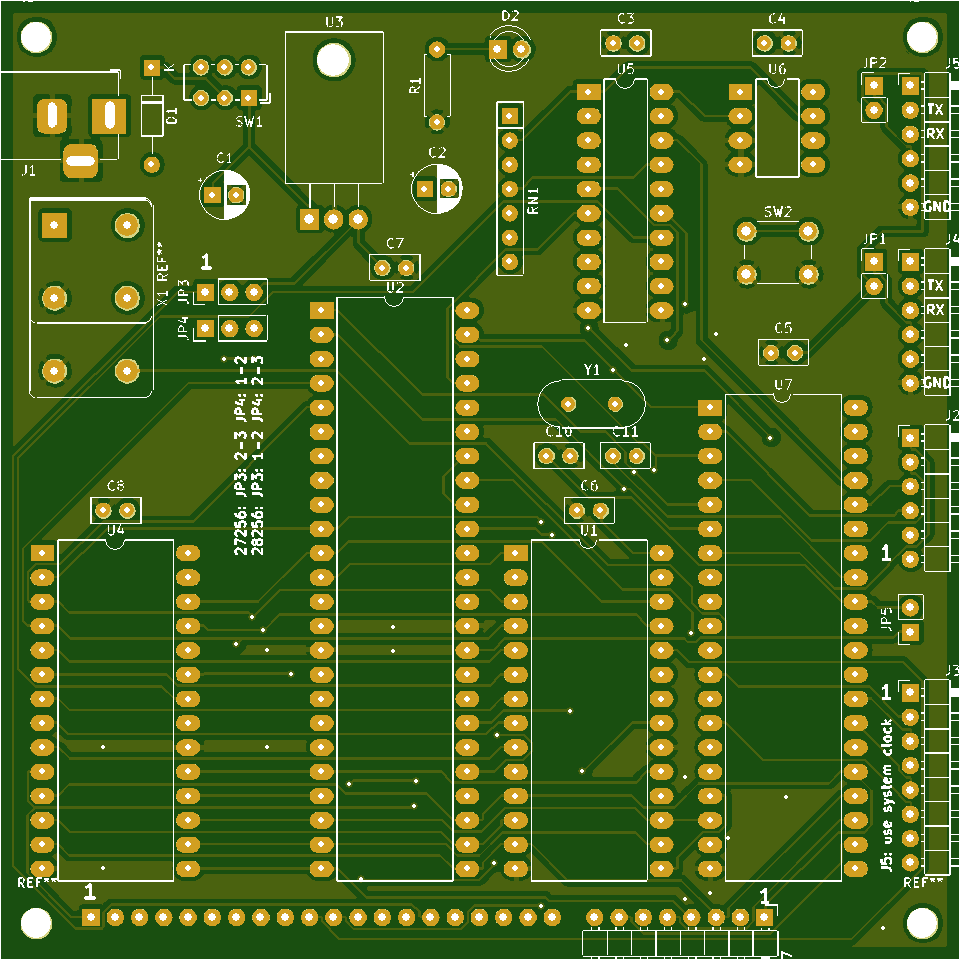 U3
D2
C3
C4
K
R1
U5
U6
JP2
J5
SW1
D1
TX
RX
J1
C1
C2
RN1
GND
SW2
X1 REF**
1
C7
JP1
J4
JP3
U2
TX
RX
JP4
C5
27256: JP3: 2-3 JP4: 1-2
28256: JP3: 1-2 JP4: 2-3
Y1
U7
GND
J2
C10
C11
C8
C6
U4
U1
1
JP5
J3
1
J5: use system clock
REF**
REF**
1
1